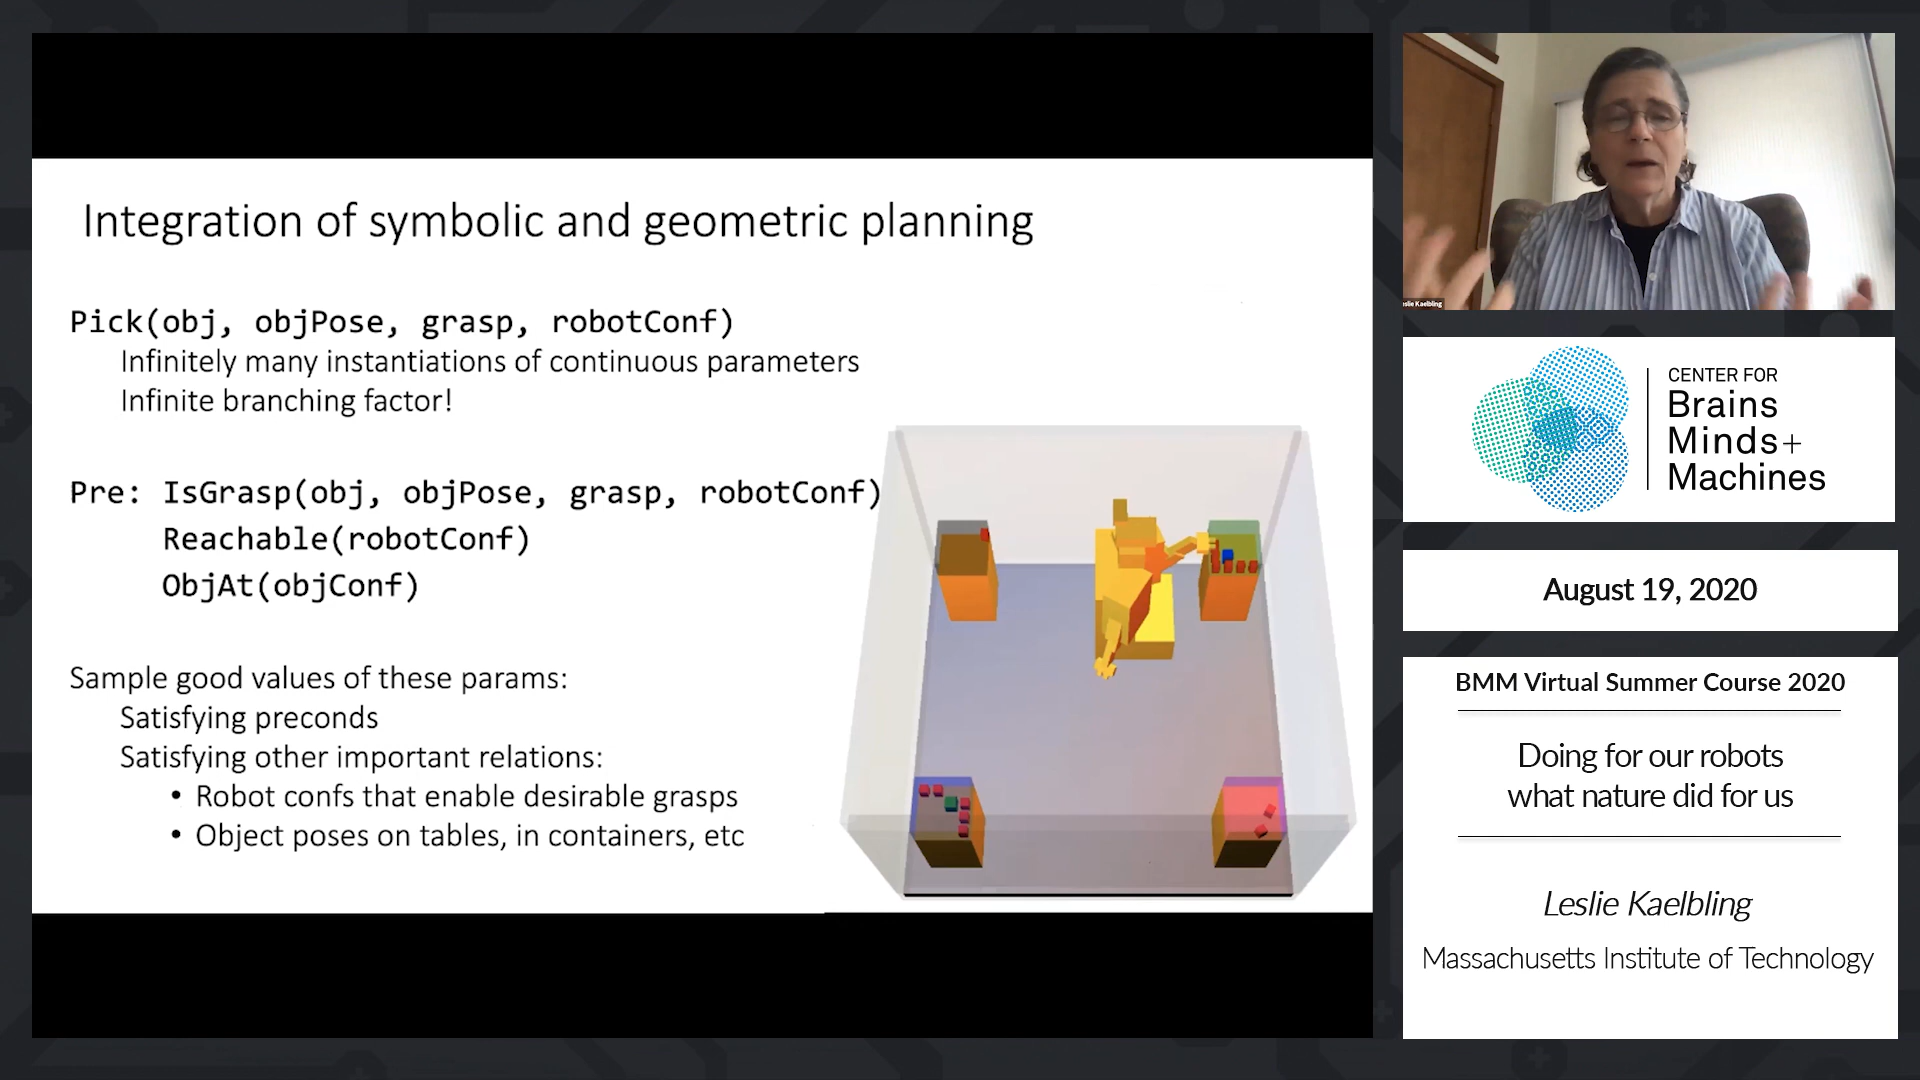 Integration of symbolic and geometric planning
Pick(obj, objPose, grasp, robotConf)
Infinitely many instantiations of continuous parameters
Infinite branching factor!
Pre: IsGrasp(obj, objPose, grasp, robotConf)
Reachable(robotConf)
ObjAt(objConf)
Sample good values of these params:
Satisfying preconds
Satisfying other important relations:
• Robot confs that enable desirable grasps
• Object poses on tables, in containers, etc
eslie Kaelbling
CENTER FOR
Brains
Minds+
Machines
August 19, 2020
BMM Virtual Summer Course 2020
Doing for our robots
what nature did for us
Leslie Kaelbling
Massachusetts Institute of Technology